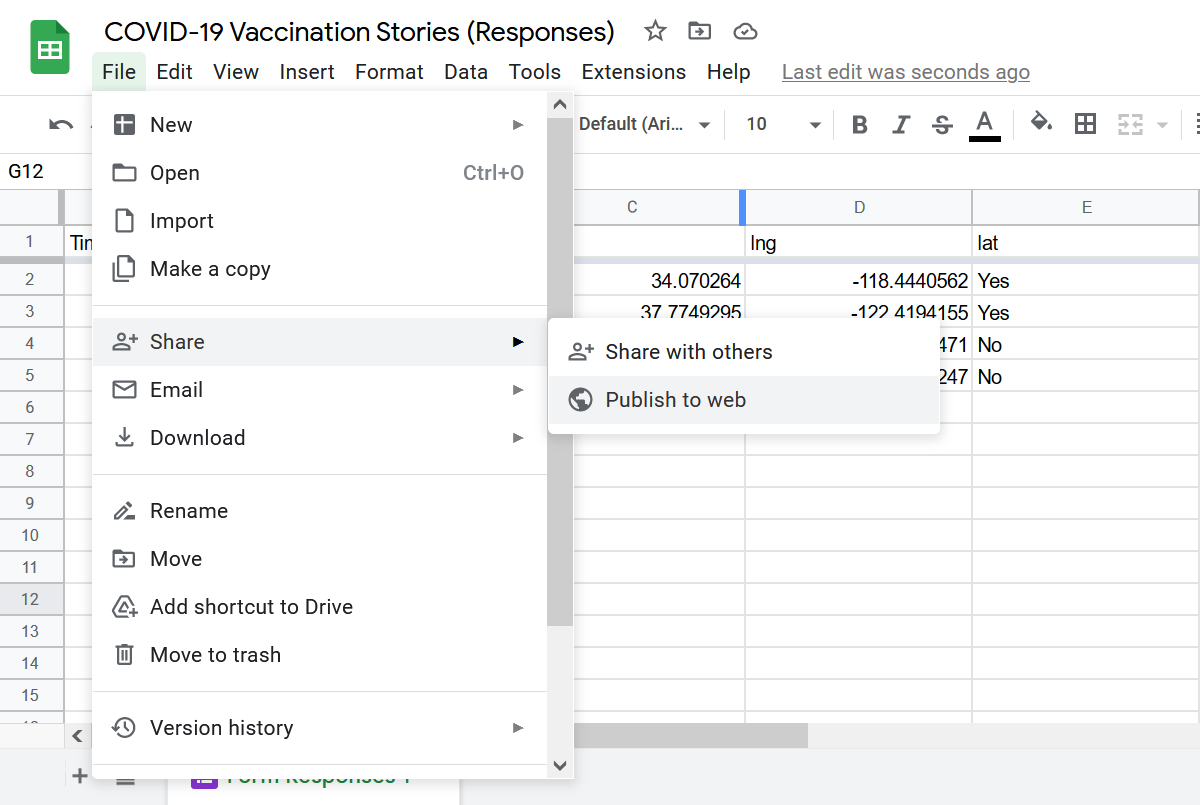 COVID-19 Vaccination Stories (Responses)
File Edit View Insert Format Data Tools Extensions Help Last edit was seconds ago
Default (Ari... 10 B I S A
G12
New
Open Ctrl+O
Import
Make a copy
Share
Email
Download
Rename
Move
Add shortcut to Drive
Move to trash
Version history
Share with others
Publish to web
C D E
1 Tim lng lat
2 34.070264 -118.4440562 Yes
3 37.7749295 -122.4194155 Yes
4 471 No
5 247 No
6
7
8
9
10
11
12
13
14
15
Form Responses 1